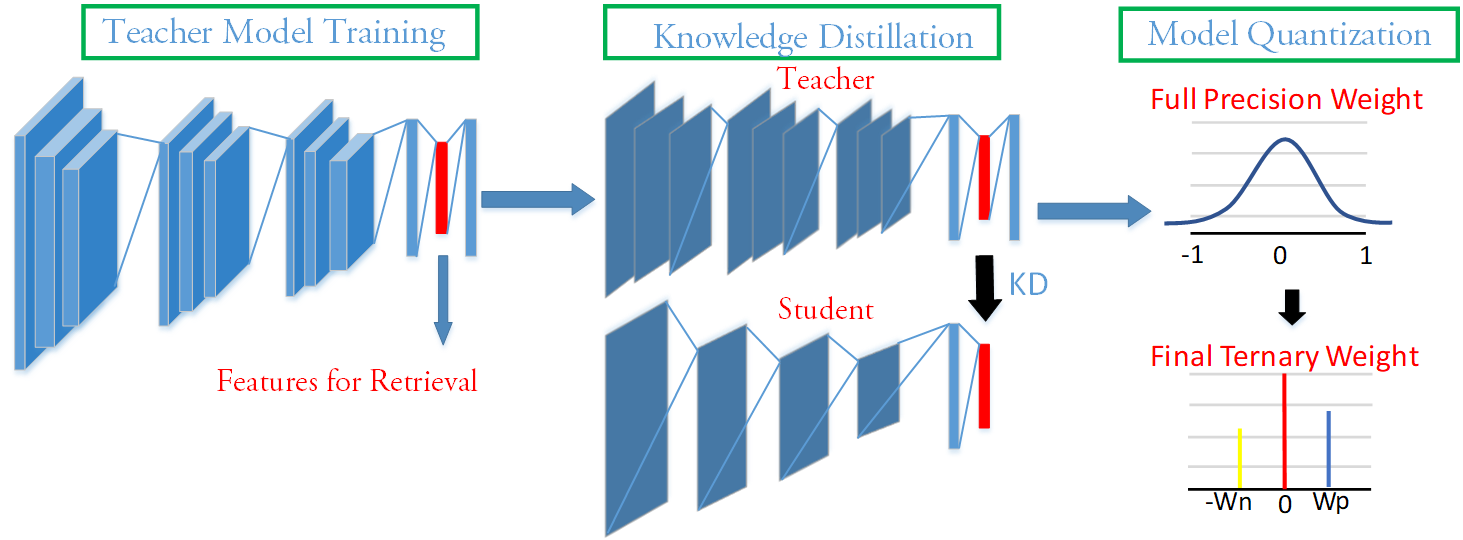 Teacher Model Training
Features for Retrieval
Knowledge Distillation
Teacher
KD
Student
Model Quantization
Full Precision Weight
-1 0 1
Final Ternary Weight
-Wn 0 Wp